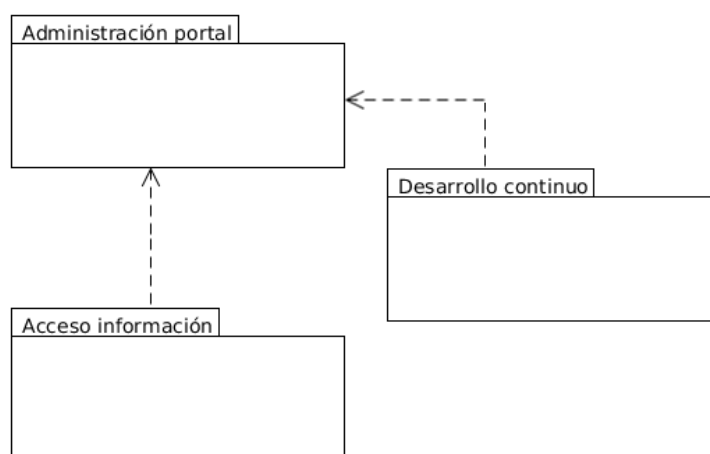 Administración portal
Desarrollo continuo
Acceso información